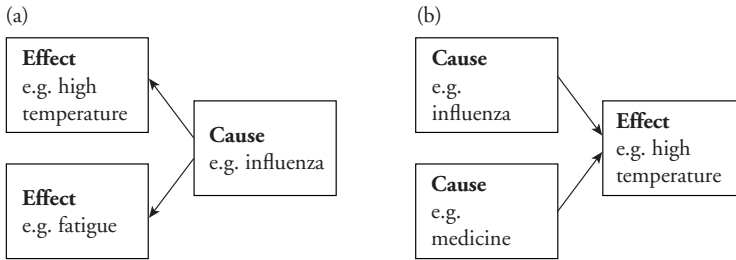 (a)
Effect
e.g. high
temperature
Cause
e.g. influenza
Effect
e.g. fatigue
(b)
Cause
e.g.
influenza
Effect
e.g. high
temperature
Cause
e.g.
medicine